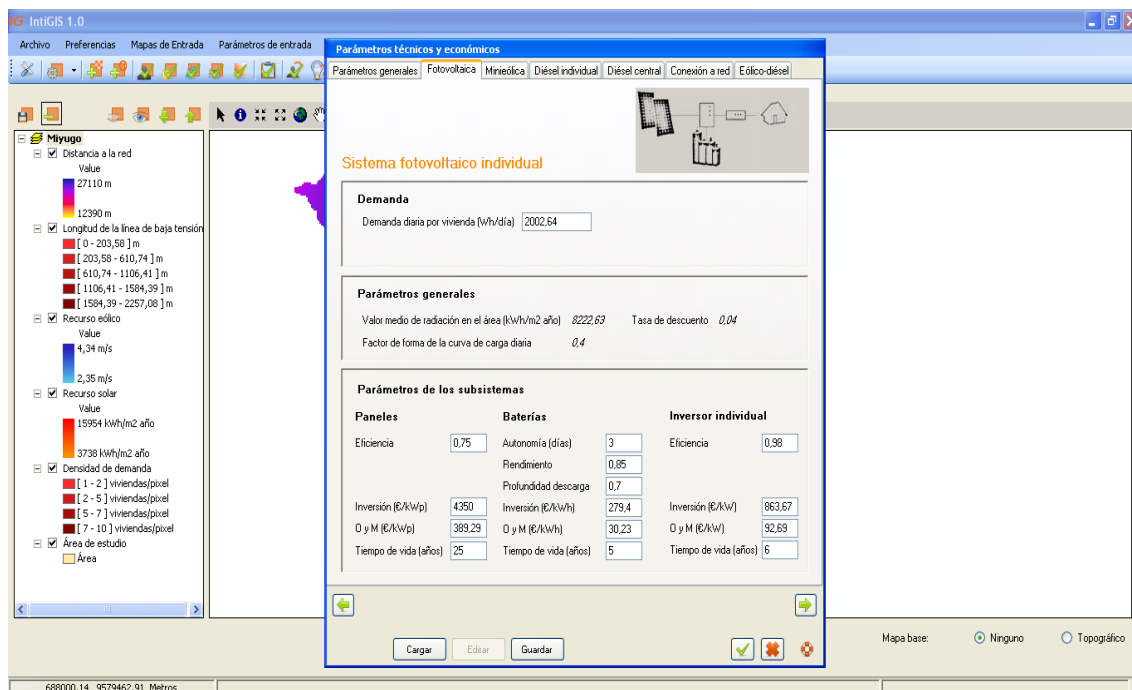 IntiGIS 1.0
Archivo Preferencias Mapas de Entrada Parámetros de entrada
Miyugo
Distancia a la red
Value
27110 m
12390 m
Longitud de la línea de baja tensión
[ 0 - 203,58 ] m
[ 203,58 - 610,74 ] m
[ 610,74 - 1106,41 ] m
[ 1106,41 - 1584,39 ] m
[ 1584,39 - 2257,08 ] m
Recurso eólico
Value
4,34 m/s
2,35 m/s
Recurso solar
Value
15954 kWh/m2 año
3738 kWh/m2 año
Densidad de demanda
[ 1 - 2 ] viviendas/pixel
[ 2 - 5 ] viviendas/pixel
[ 5 - 7 ] viviendas/pixel
[ 7 - 10 ] viviendas/pixel
Área de estudio
Área
Parámetros técnicos y económicos
Parámetros generales Fotovoltaica Minieólica Diésel individual Diésel central Conexión a red Eólico-diésel
Sistema fotovoltaico individual
Demanda
Demanda diaria por vivienda (Wh/día) 2002,64
Parámetros generales
Valor medio de radiación en el área (kWh/m2 año) 8222,63 Tasa de descuento 0,04
Factor de forma de la curva de carga diaria 0,4
Parámetros de los subsistemas
Paneles Baterías Inversor individual
Eficiencia 0,75 Autonomía (días) 3 Eficiencia 0,98
Rendimiento 0,85
Profundidad descarga 0,7
Inversión (€/kWp) 4350 Inversión (€/kWh) 279,4 Inversión (€/kW) 863,67
O y M (€/kWp) 389,29 O y M (€/kWh) 30,23 O y M (€/kW) 92,69
Tiempo de vida (años) 25 Tiempo de vida (años) 5 Tiempo de vida (años) 6
Cargar Editar Guardar
Mapa base: Ninguno Topográfico
688000,14 9579462,91 Metros